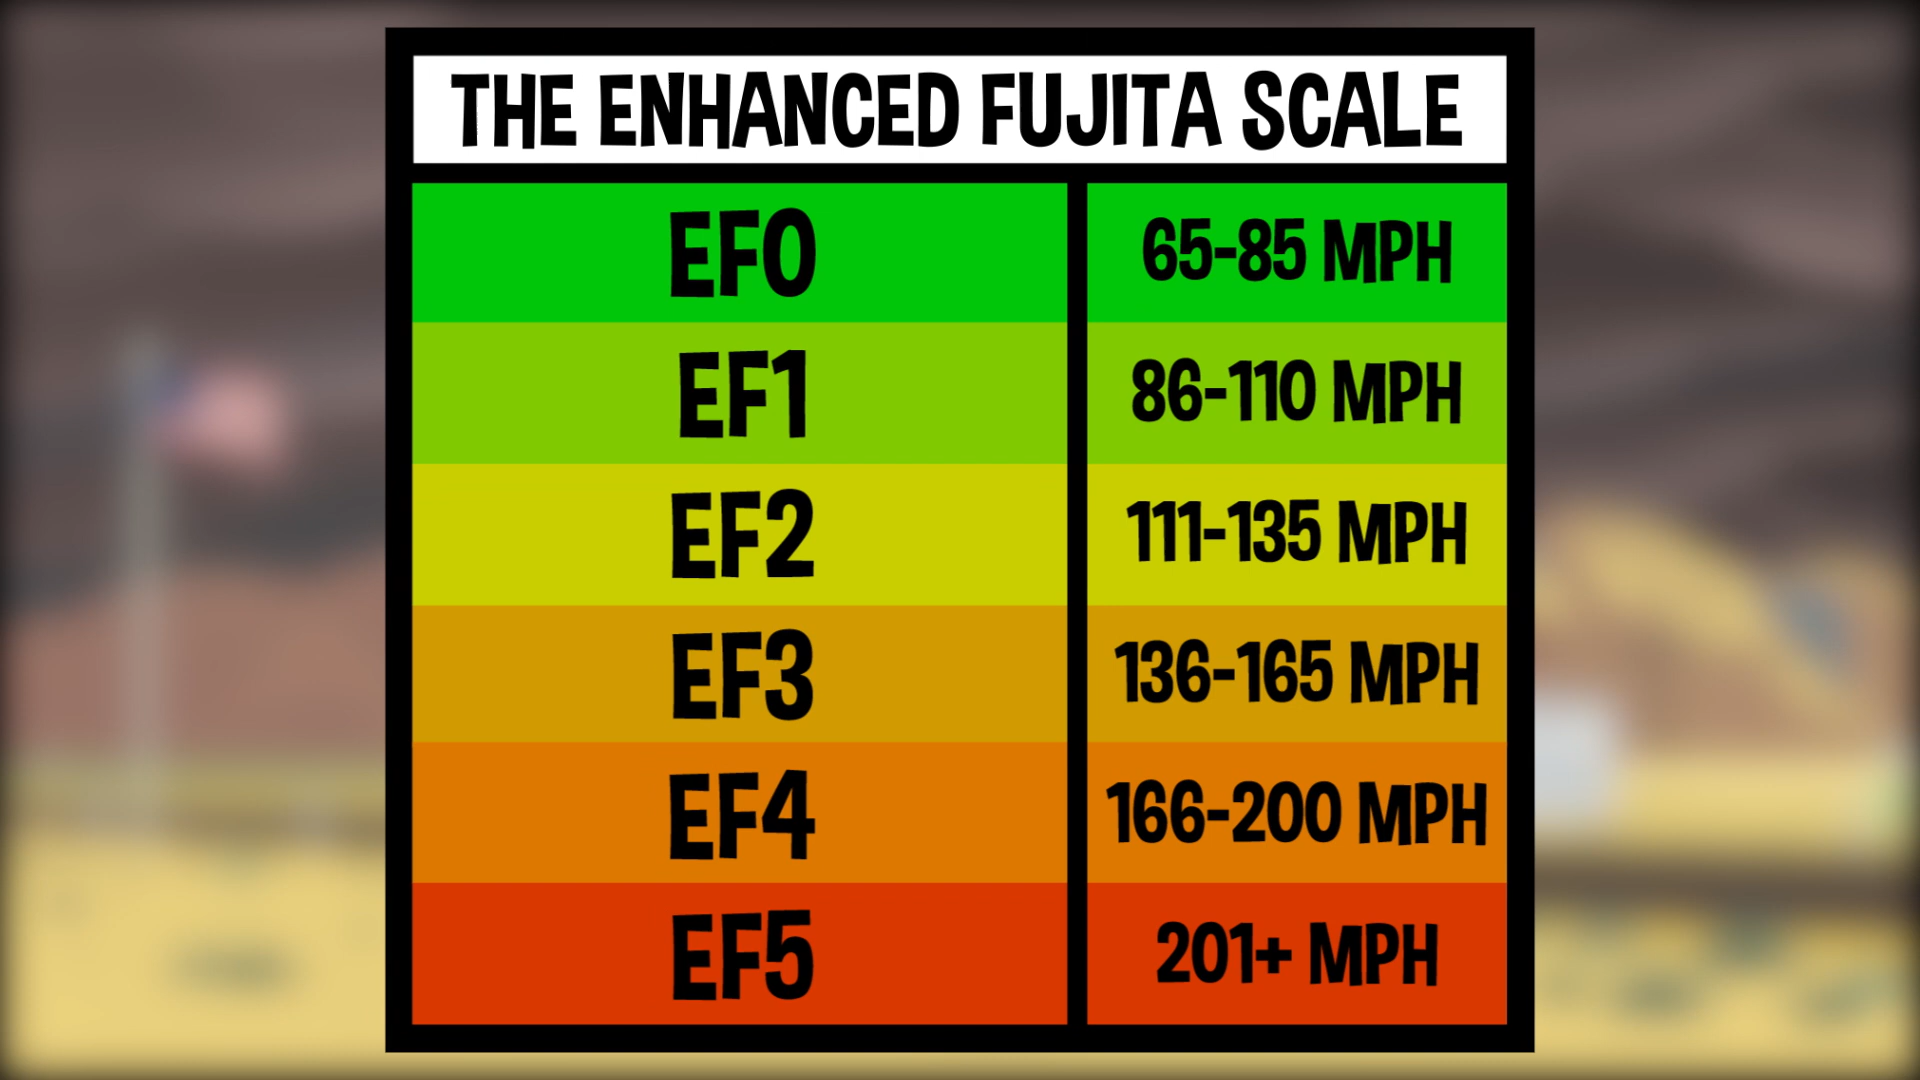 THE ENHANCED FUJITA SCALE
EF0 65-85 MPH
EF1 86-110 MPH
EF2 111-135 MPH
EF3 136-165 MPH
EF4 166-200 MPH
EF5 201+ MPH